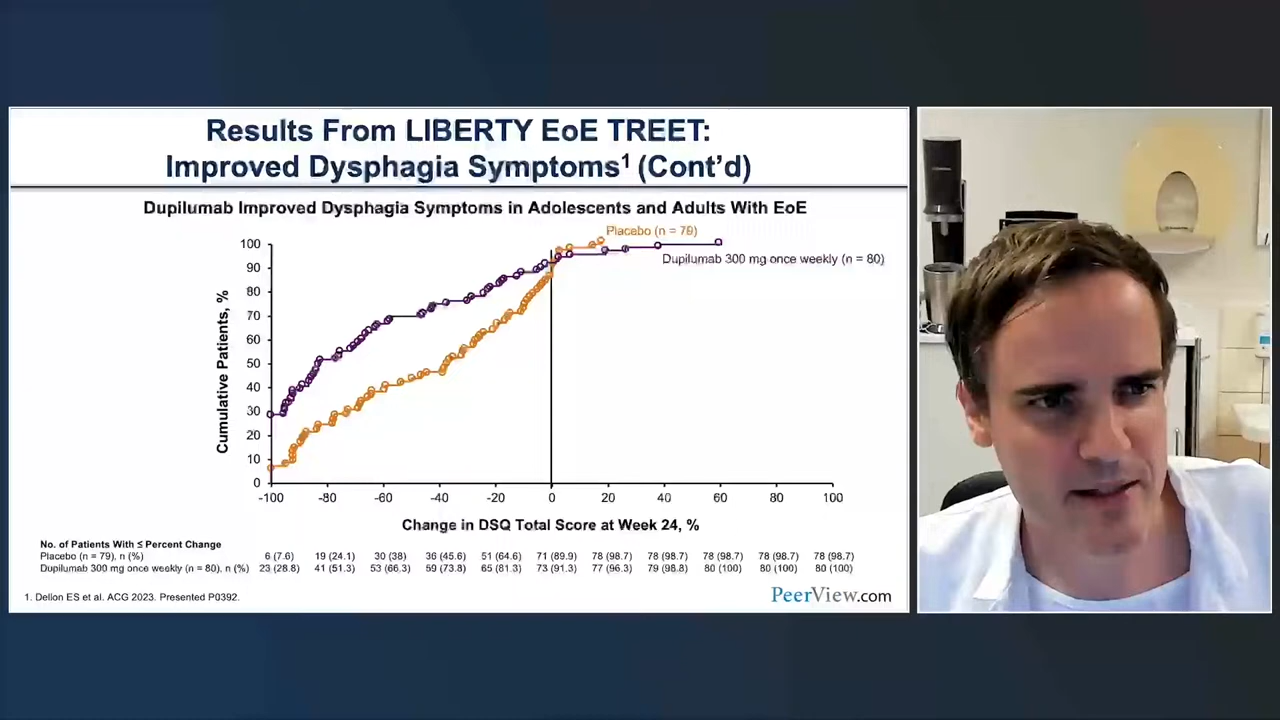 Results From LIBERTY EoE TREET:
Improved Dysphagia Symptoms¹ (Cont'd)
Dupilumab Improved Dysphagia Symptoms in Adolescents and Adults With EoE
Placebo (n = 79)
Dupilumab 300 mg once weekly (n = 80)
Cumulative Patients, %
100
90
80
70
60
50
40
30
20
10
0
-100 -80 -60 -40 -20 0 20 40 60 80 100
Change in DSQ Total Score at Week 24, %
No. of Patients With ≤ Percent Change
Placebo (n = 79), n (%) 6 (7.6) 19 (24.1) 30 (38) 36 (45.6) 51 (64.6) 71 (89.9) 78 (98.7) 78 (98.7) 78 (98.7) 78 (98.7) 78 (98.7)
Dupilumab 300 mg once weekly (n = 80), n (%) 23 (28.8) 41 (51.3) 53 (66.3) 59 (73.8) 65 (81.3) 73 (91.3) 77 (96.3) 79 (98.8) 80 (100) 80 (100) 80 (100)
1. Dellon ES et al. ACG 2023. Presented P0392.
PeerView.com